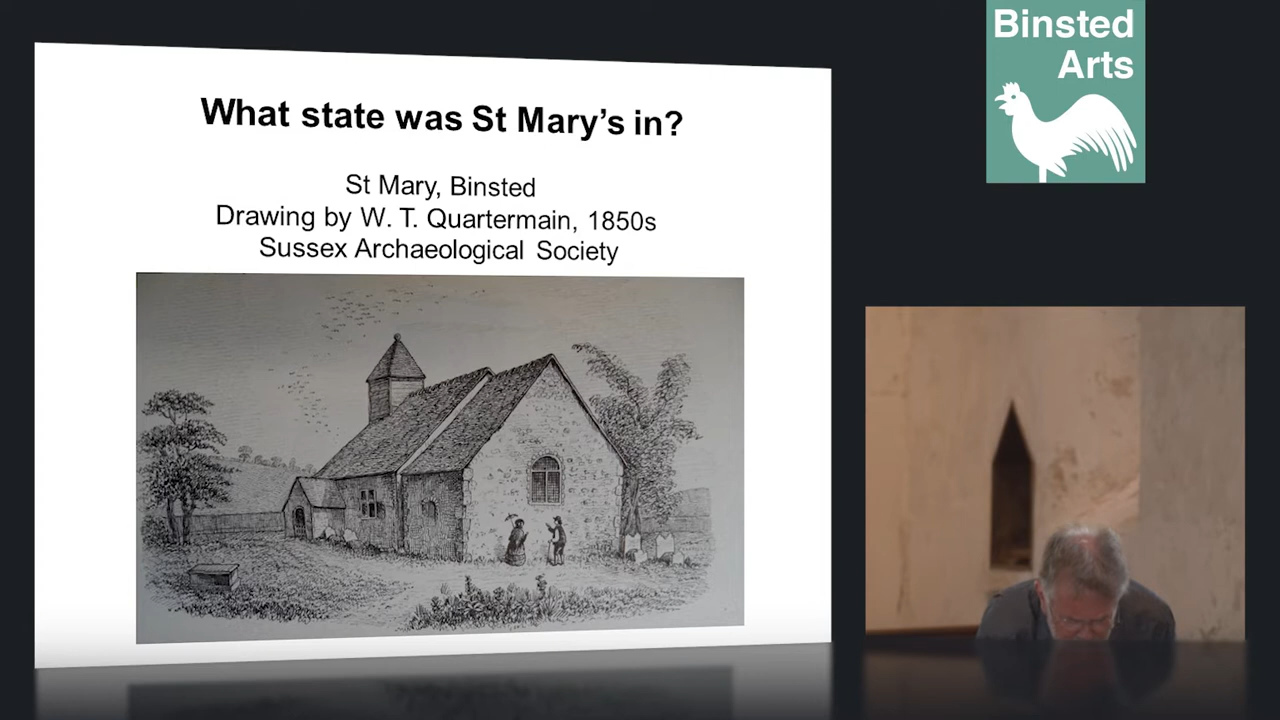 What state was St Mary's in?
St Mary, Binsted
Drawing by W. T. Quartermain, 1850s
Sussex Archaeological Society
Binsted
Arts